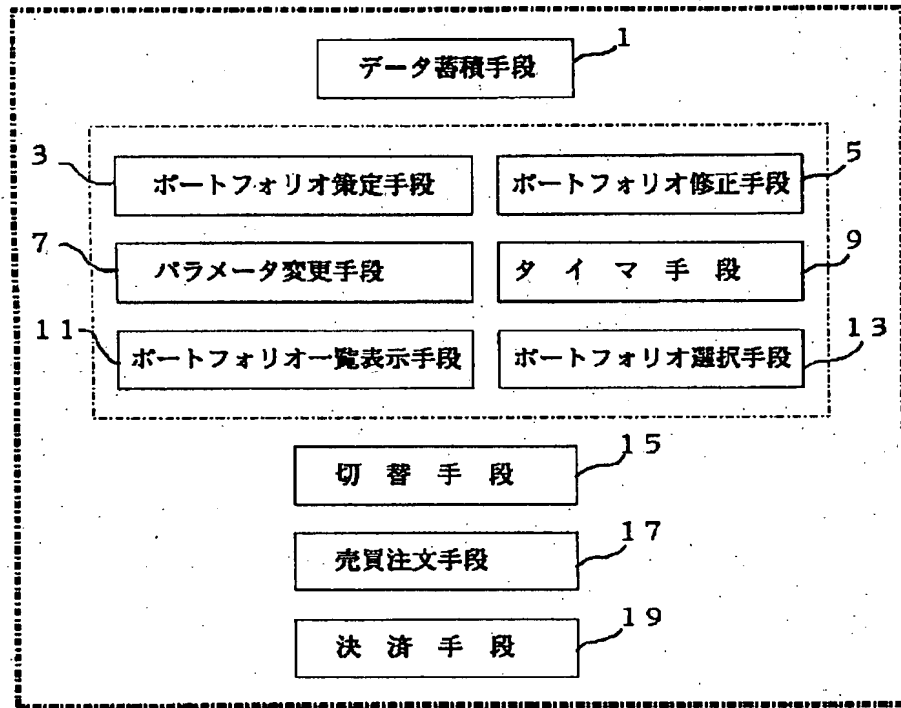 データ蓄積手段
1
3
ポートフォリオ策定手段
ポートフォリオ修正手段
5
7
パラメータ変更手段
タイマ手段
9
11
ポートフォリオ一覧表示手段
ポートフォリオ選択手段
13
切替手段
15
売買注文手段
17
決済手段
19